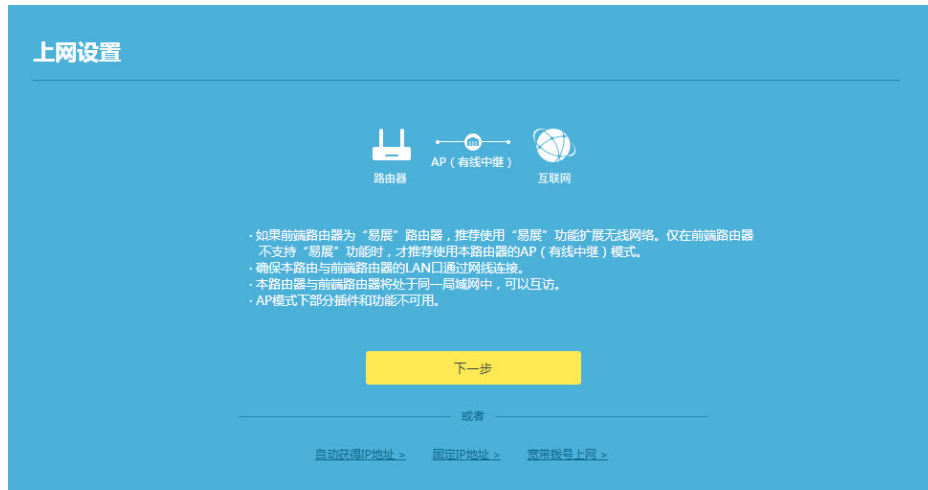 上网设置
AP（有线中继）
路由器
互联网
·如果前端路由器为“易展”路由器，推荐使用“易展”功能扩展无线网络。仅在前端路由器
不支持“易展”功能时，才推荐使用本路由器的AP（有线中继）模式。
·确保本路由与前端路由器的LAN口通过网线连接。
·本路由器与前端路由器将处于同一局域网中，可以互访。
·AP模式下部分插件和功能不可用。
下一步
或者
自动获得IP地址 > 固定IP地址 > 宽带拨号上网 >